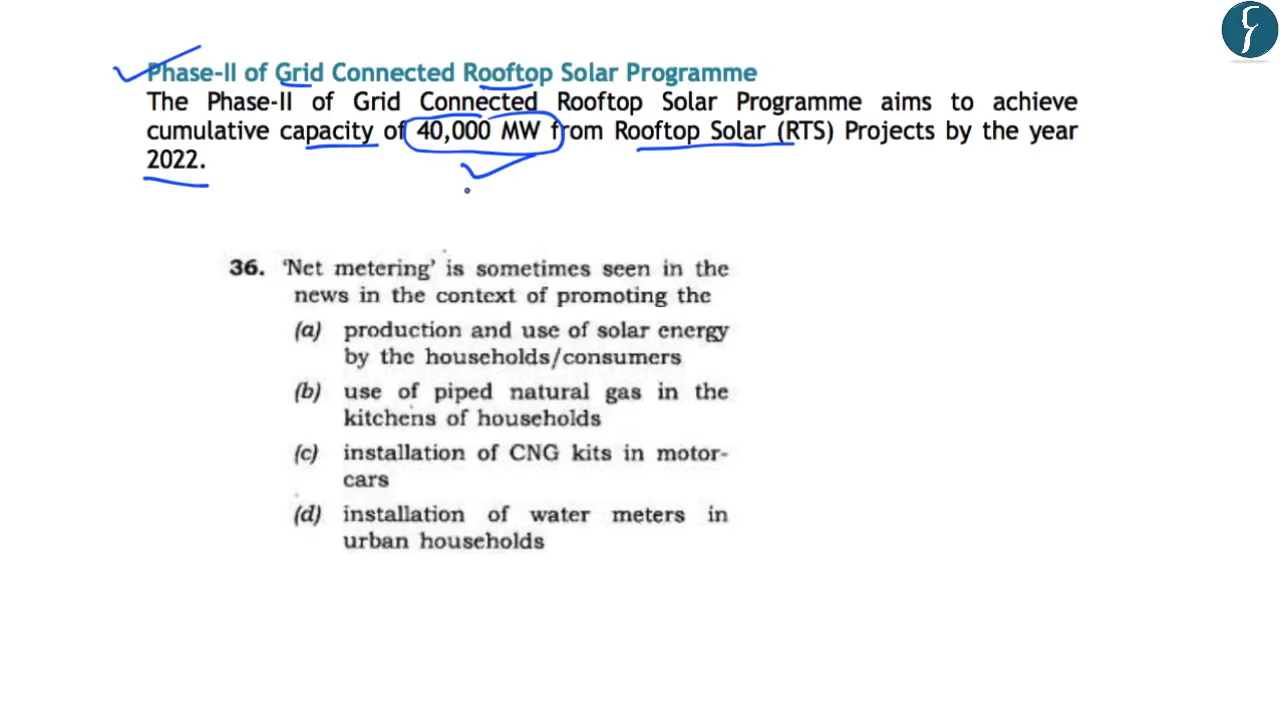 Phase-II of Grid Connected Rooftop Solar Programme
The Phase-II of Grid Connected Rooftop Solar Programme aims to achieve
cumulative capacity of 40,000 MW from Rooftop Solar (RTS) Projects by the year
2022.
36. 'Net metering' is sometimes seen in the
news in the context of promoting the
(a) production and use of solar energy
by the households/consumers
(b) use of piped natural gas in the
kitchens of households
(c) installation of CNG kits in motor-
cars
(d) installation of water meters in
urban households